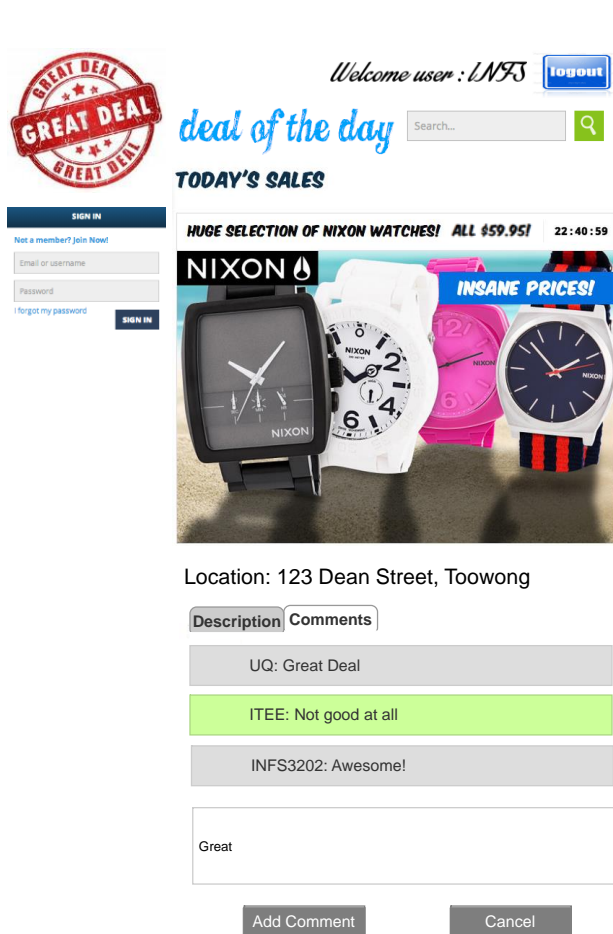 GREAT DEAL
GREAT DEAL
GREAT DEAL
Welcome user : INFS
logout
deal of the day
Search...
TODAY'S SALES
SIGN IN
Not a member? Join Now!
Email or username
Password
I forgot my password
SIGN IN
HUGE SELECTION OF NIXON WATCHES! ALL $59.95! 22:40:59
NIXON
INSANE PRICES!
NIXON
NIXON
NIXON
NIXON
Location: 123 Dean Street, Toowong
Description Comments
UQ: Great Deal
ITEE: Not good at all
INFS3202: Awesome!
Great
Add Comment Cancel